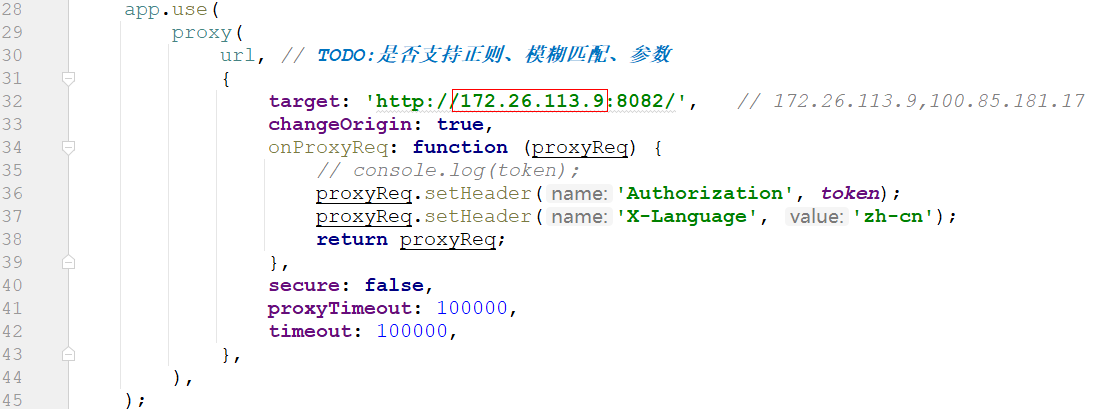 28 app.use(
29 proxy(
30 url, // TODO:是否支持正则、模糊匹配、参数
31 {
32 target: 'http://172.26.113.9:8082/', // 172.26.113.9,100.85.181.17
33 changeOrigin: true,
34 onProxyReq: function (proxyReq) {
35 // console.log(token);
36 proxyReq.setHeader( name: 'Authorization', token);
37 proxyReq.setHeader( name: 'X-Language', value: 'zh-cn');
38 return proxyReq;
39 },
40 secure: false,
41 proxyTimeout: 100000,
42 timeout: 100000,
43 },
44 ),
45 );